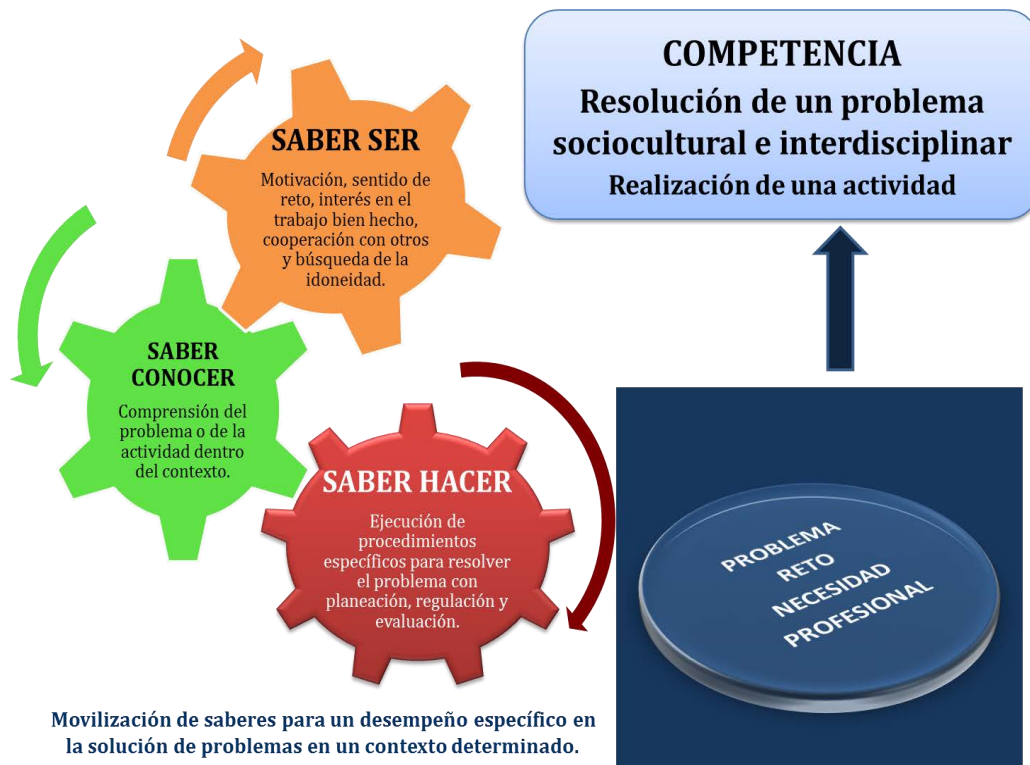 COMPETENCIA
Resolución de un problema
sociocultural e interdisciplinar
Realización de una actividad
SABER SER
Motivación, sentido de
reto, interés en el
trabajo bien hecho,
cooperación con otros
y búsqueda de la
idoneidad.
SABER
CONOCER
Comprensión del
problema o de la
actividad dentro
del contexto.
SABER HACER
Ejecución de
procedimientos
específicos para resolver
el problema con
planeación, regulación y
evaluación.
PROBLEMA
RETO
NECESIDAD
PROFESIONAL
Movilización de saberes para un desempeño específico en
la solución de problemas en un contexto determinado.